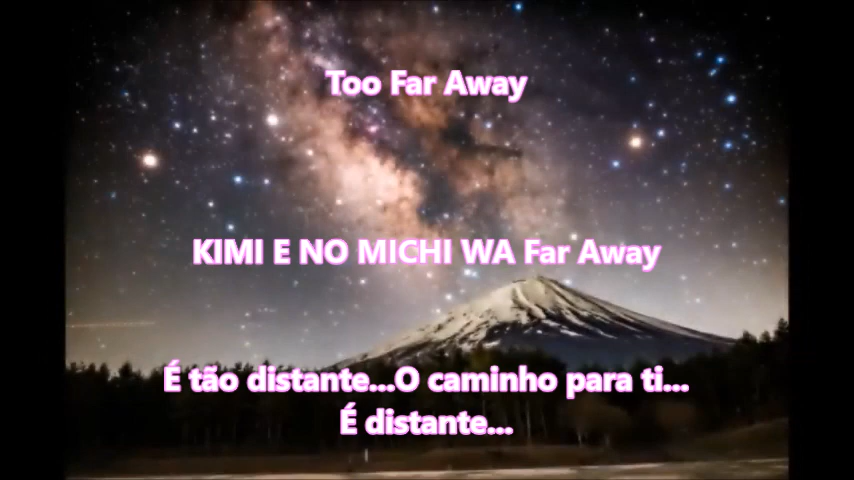 Too Far Away
KIMI E NO MICHI WA Far Away
É tão distante...O caminho para ti...
É distante...